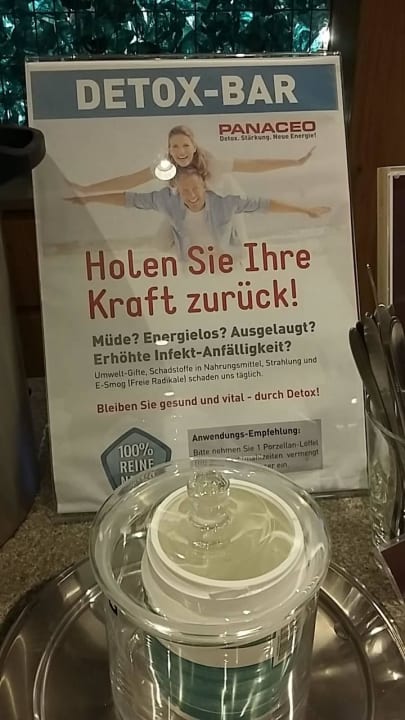 DETOX-BAR
PANACEO
Detox. Stärkung. Neue Energie!
Holen Sie Ihre
Kraft zurück!
Müde? Energielos? Ausgelaugt?
Erhöhte Infekt-Anfälligkeit?
Umwelt-Gifte, Schadstoffe in Nahrungsmittel, Strahlung und
E-Smog (Freie Radikale) schaden uns täglich.
Bleiben Sie gesund und vital - durch Detox!
100%
REINE
Anwendungs-Empfehlung:
Bitte nehmen Sie 1 Porzellan-Löffel
vermengt
ein.